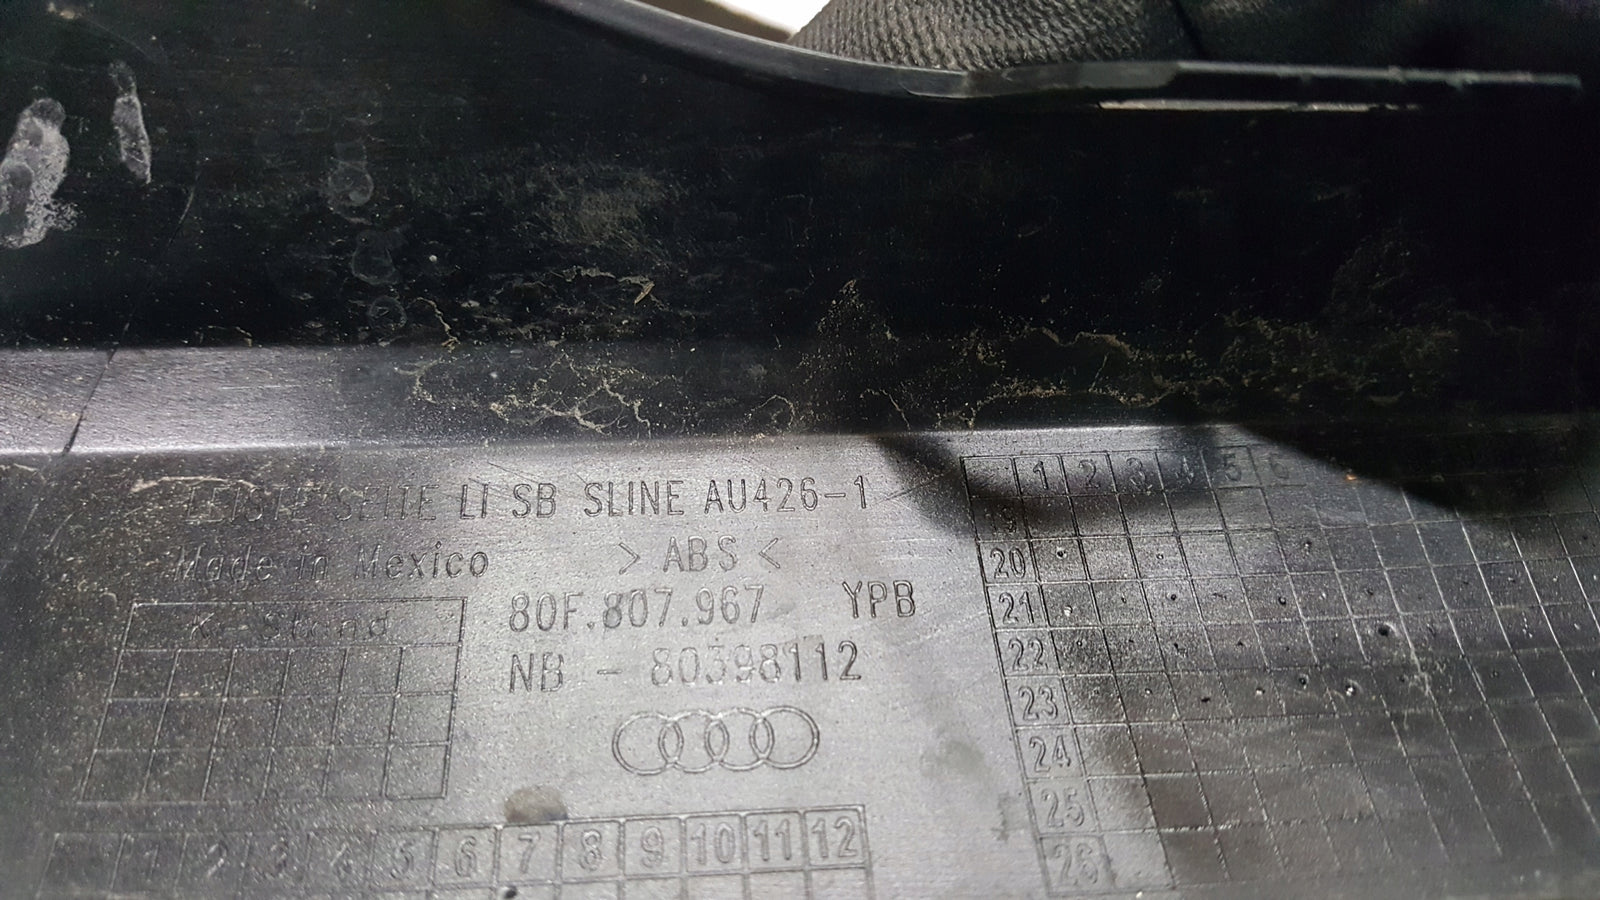 LEISTE SEITE LI SB SLINE AU426-1
Made in Mexico
> ABS <
80F.807.967 YPB
K-Stand
NB - 80398112
1 2 3 4 5 6
19
20
21
22
23
24
25
26
1 2 3 4 5 6 7 8 9 10 11 12